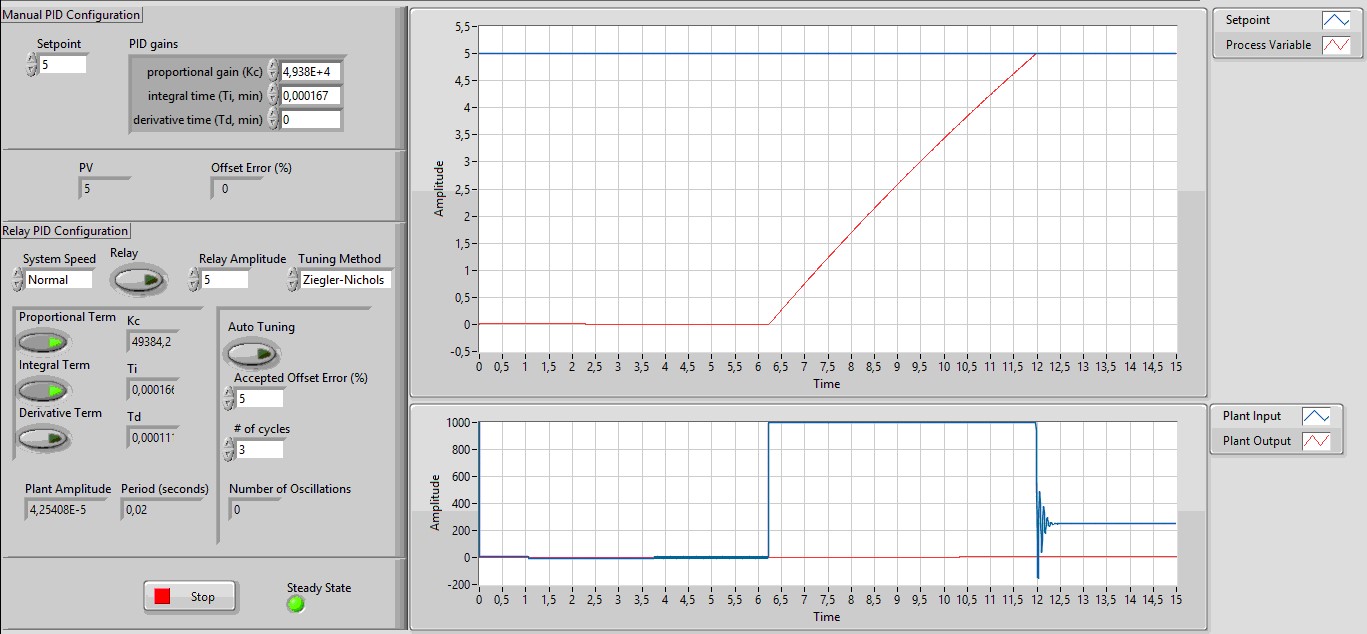 Manual PID Configuration
Setpoint
5
PID gains
proportional gain (Kc) 4,938E+4
integral time (Ti, min) 0,000167
derivative time (Td, min) 0
PV
5
Offset Error (%)
0
Relay PID Configuration
System Speed
Normal
Relay
Relay Amplitude
5
Tuning Method
Ziegler-Nichols
Proportional Term
Kc
49384,2
Integral Term
Ti
0,00016
Derivative Term
Td
0,000111
Plant Amplitude
4,25408E-5
Period (seconds)
0,02
Auto Tuning
Accepted Offset Error (%)
5
# of cycles
3
Number of Oscillations
0
Stop
Steady State
5,5
5
4,5
4
3,5
3
2,5
2
1,5
1
0,5
0
-0,5
Amplitude
0 0,5 1 1,5 2 2,5 3 3,5 4 4,5 5 5,5 6 6,5 7 7,5 8 8,5 9 9,5 10 10,5 11 11,5 12 12,5 13 13,5 14 14,5 15
Time
Setpoint
Process Variable
1000
800
600
400
200
0
-200
Amplitude
0 0,5 1 1,5 2 2,5 3 3,5 4 4,5 5 5,5 6 6,5 7 7,5 8 8,5 9 9,5 10 10,5 11 11,5 12 12,5 13 13,5 14 14,5 15
Time
Plant Input
Plant Output